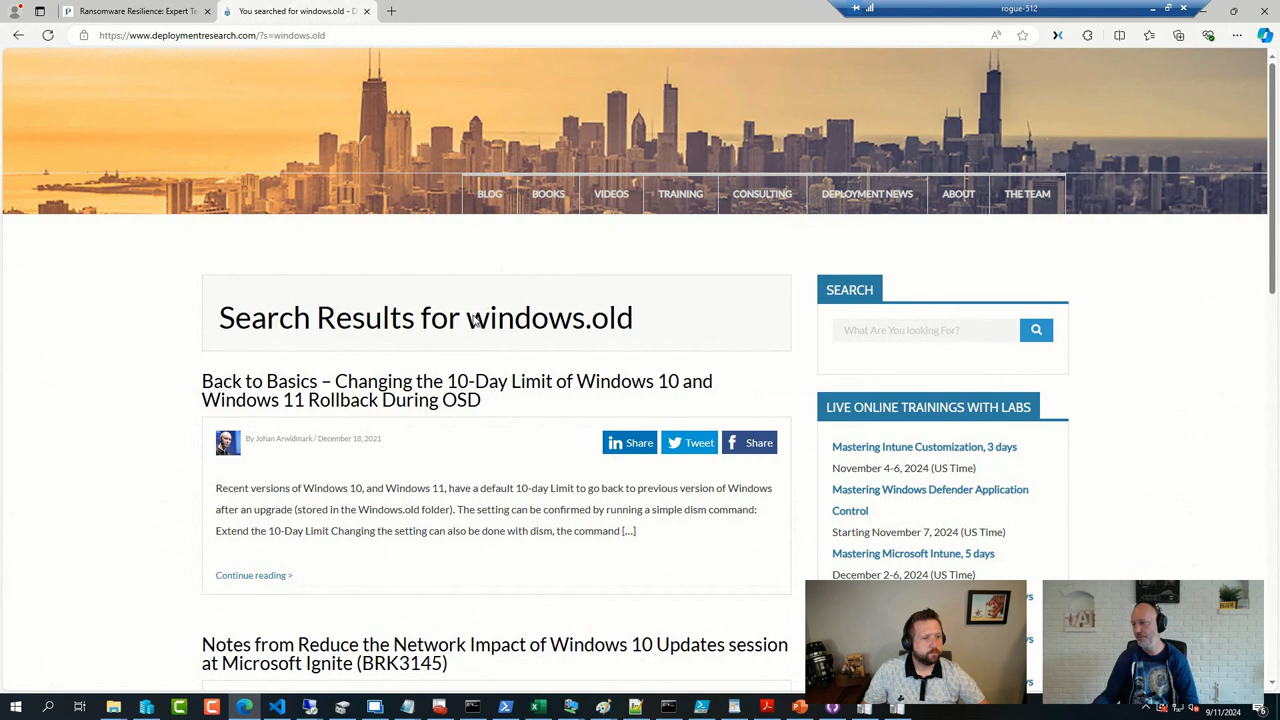 Ransomware Resilience: Expert Te
You searched for windows.old - D
rogue-512
https://www.deploymentresearch.com/?s=windows.old
BLOG
BOOKS
VIDEOS
TRAINING
CONSULTING
DEPLOYMENT NEWS
ABOUT
THE TEAM
Search Results for windows.old
Back to Basics – Changing the 10-Day Limit of Windows 10 and
Windows 11 Rollback During OSD
By Johan Arwidmark / December 18, 2021
Share
Tweet
Share
Recent versions of Windows 10, and Windows 11, have a default 10-day Limit to go back to previous version of Windows
after an upgrade (stored in the Windows.old folder). The setting can be confirmed by running a simple dism command:
Extend the 10-Day Limit Changing the setting can also be done with dism, the command [...]
Continue reading >
Notes from Reduce the Network Impact of Windows 10 Updates session
at Microsoft Ignite (BRK3145)
SEARCH
What Are You looking For?
LIVE ONLINE TRAININGS WITH LABS
Mastering Intune Customization, 3 days
November 4-6, 2024 (US Time)
Mastering Windows Defender Application
Control
Starting November 7, 2024 (US Time)
Mastering Microsoft Intune, 5 days
December 2-6, 2024 (US Time)
9/11/2024